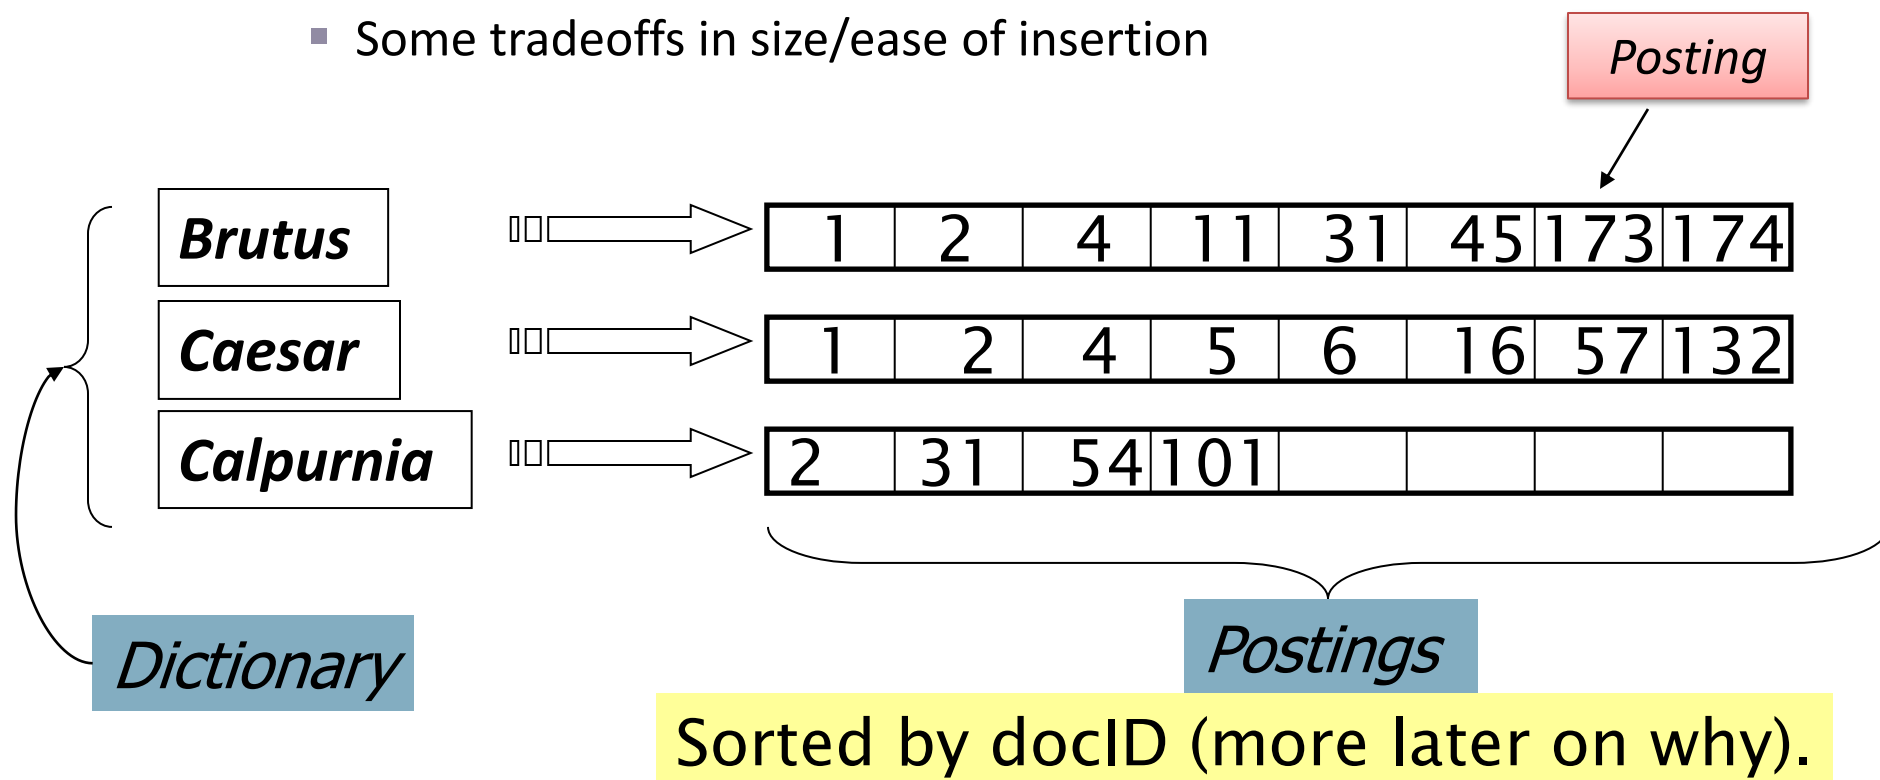 ▪ Some tradeoffs in size/ease of insertion
Posting
Brutus 1 2 4 11 31 45 173 174
Caesar 1 2 4 5 6 16 57 132
Calpurnia 2 31 54 101
Dictionary
Postings
Sorted by docID (more later on why).